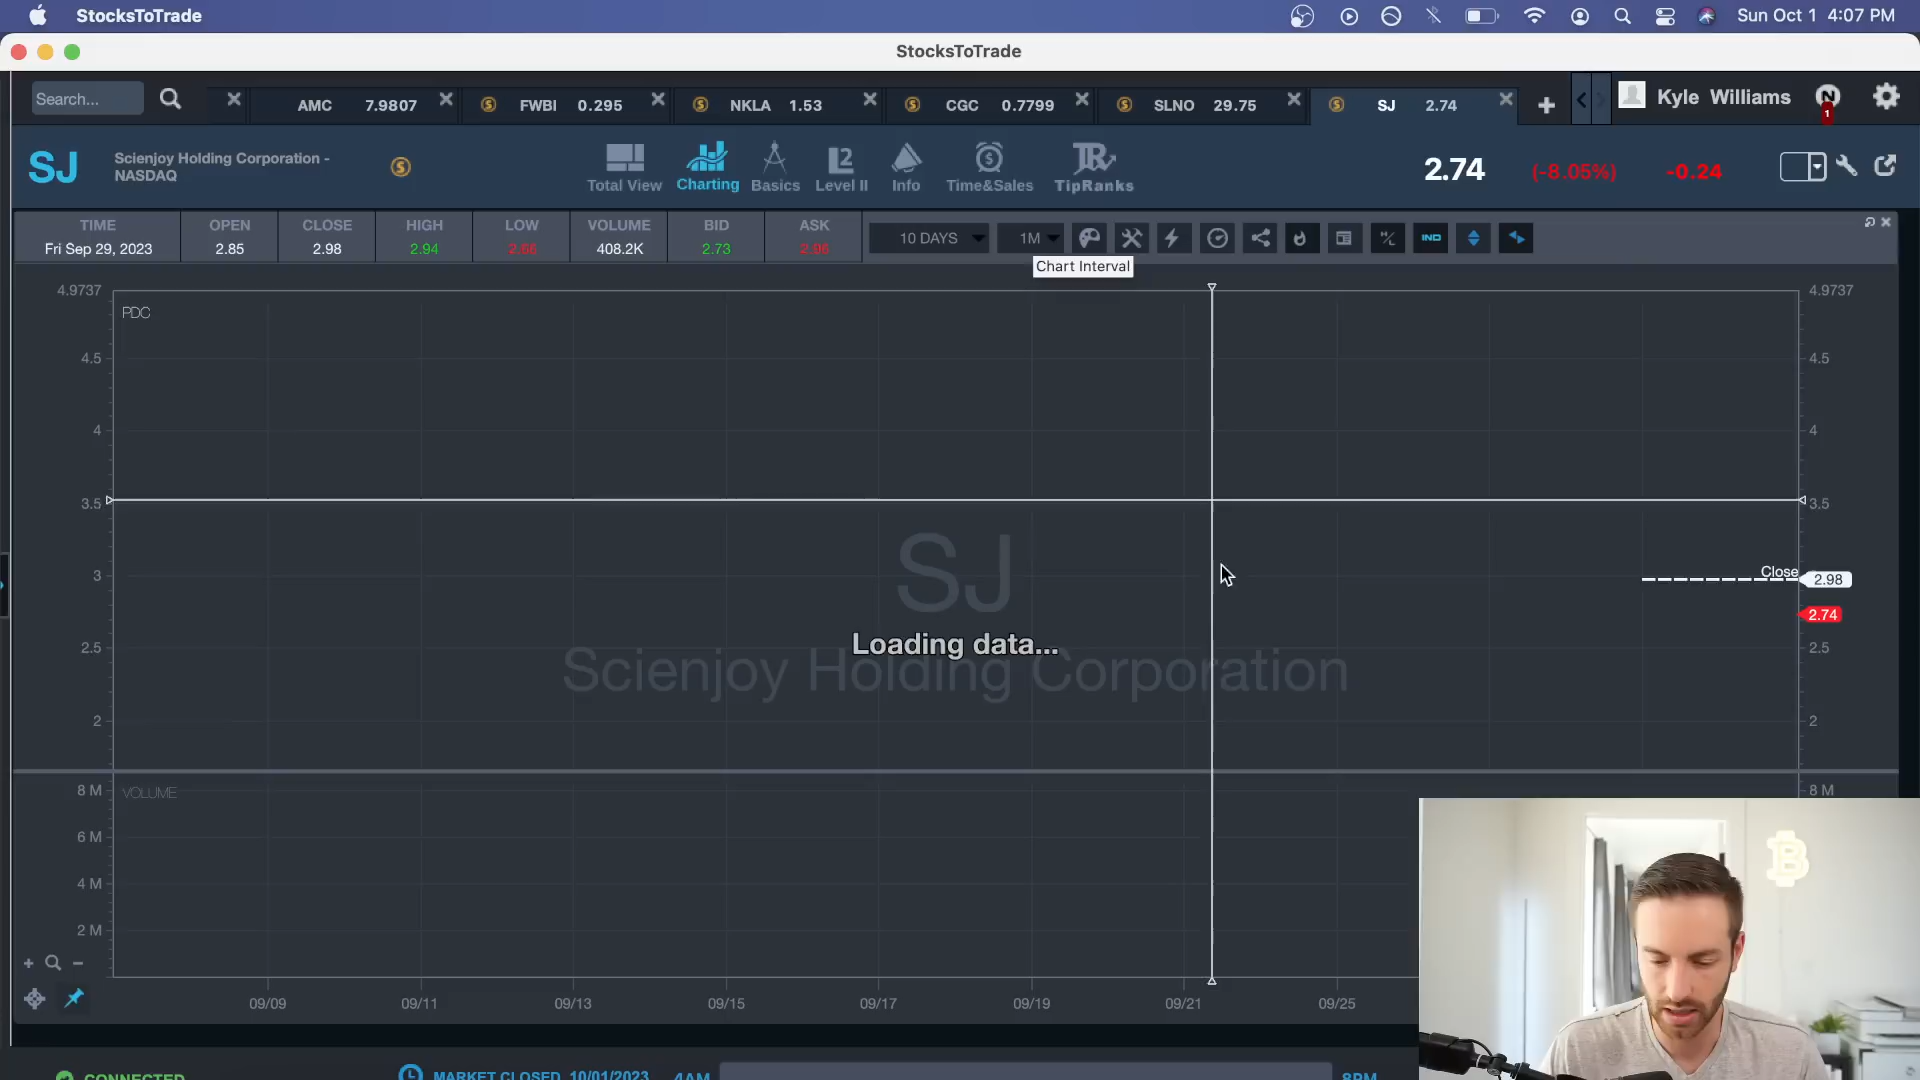 StocksToTrade
Sun Oct 1 4:07 PM
StocksToTrade
Search...
AMC 7.9807
FWBI 0.295
NKLA 1.53
CGC 0.7799
SLNO 29.75
SJ 2.74
Kyle Williams
N
1
SJ
Scienjoy Holding Corporation -
NASDAQ
Total View
Charting
Basics
L2
Level II
Info
Time&Sales
TipRanks
2.74
(-8.05%)
-0.24
TIME
OPEN
CLOSE
HIGH
LOW
VOLUME
BID
ASK
Fri Sep 29, 2023
2.85
2.98
2.94
2.66
408.2K
2.73
2.96
10 DAYS
1M
IND
Chart Interval
4.9737
4.9737
PDC
4.5
4.5
4
4
3.5
3.5
SJ
3
Close
2.98
2.74
Loading data...
2.5
2.5
Scienjoy Holding Corporation
2
2
8 M
VOLUME
8 M
6 M
4 M
2 M
09/09
09/11
09/13
09/15
09/17
09/19
09/21
09/25
CONNECTED
MARKET CLOSED 10/01/2023
4AM
8PM